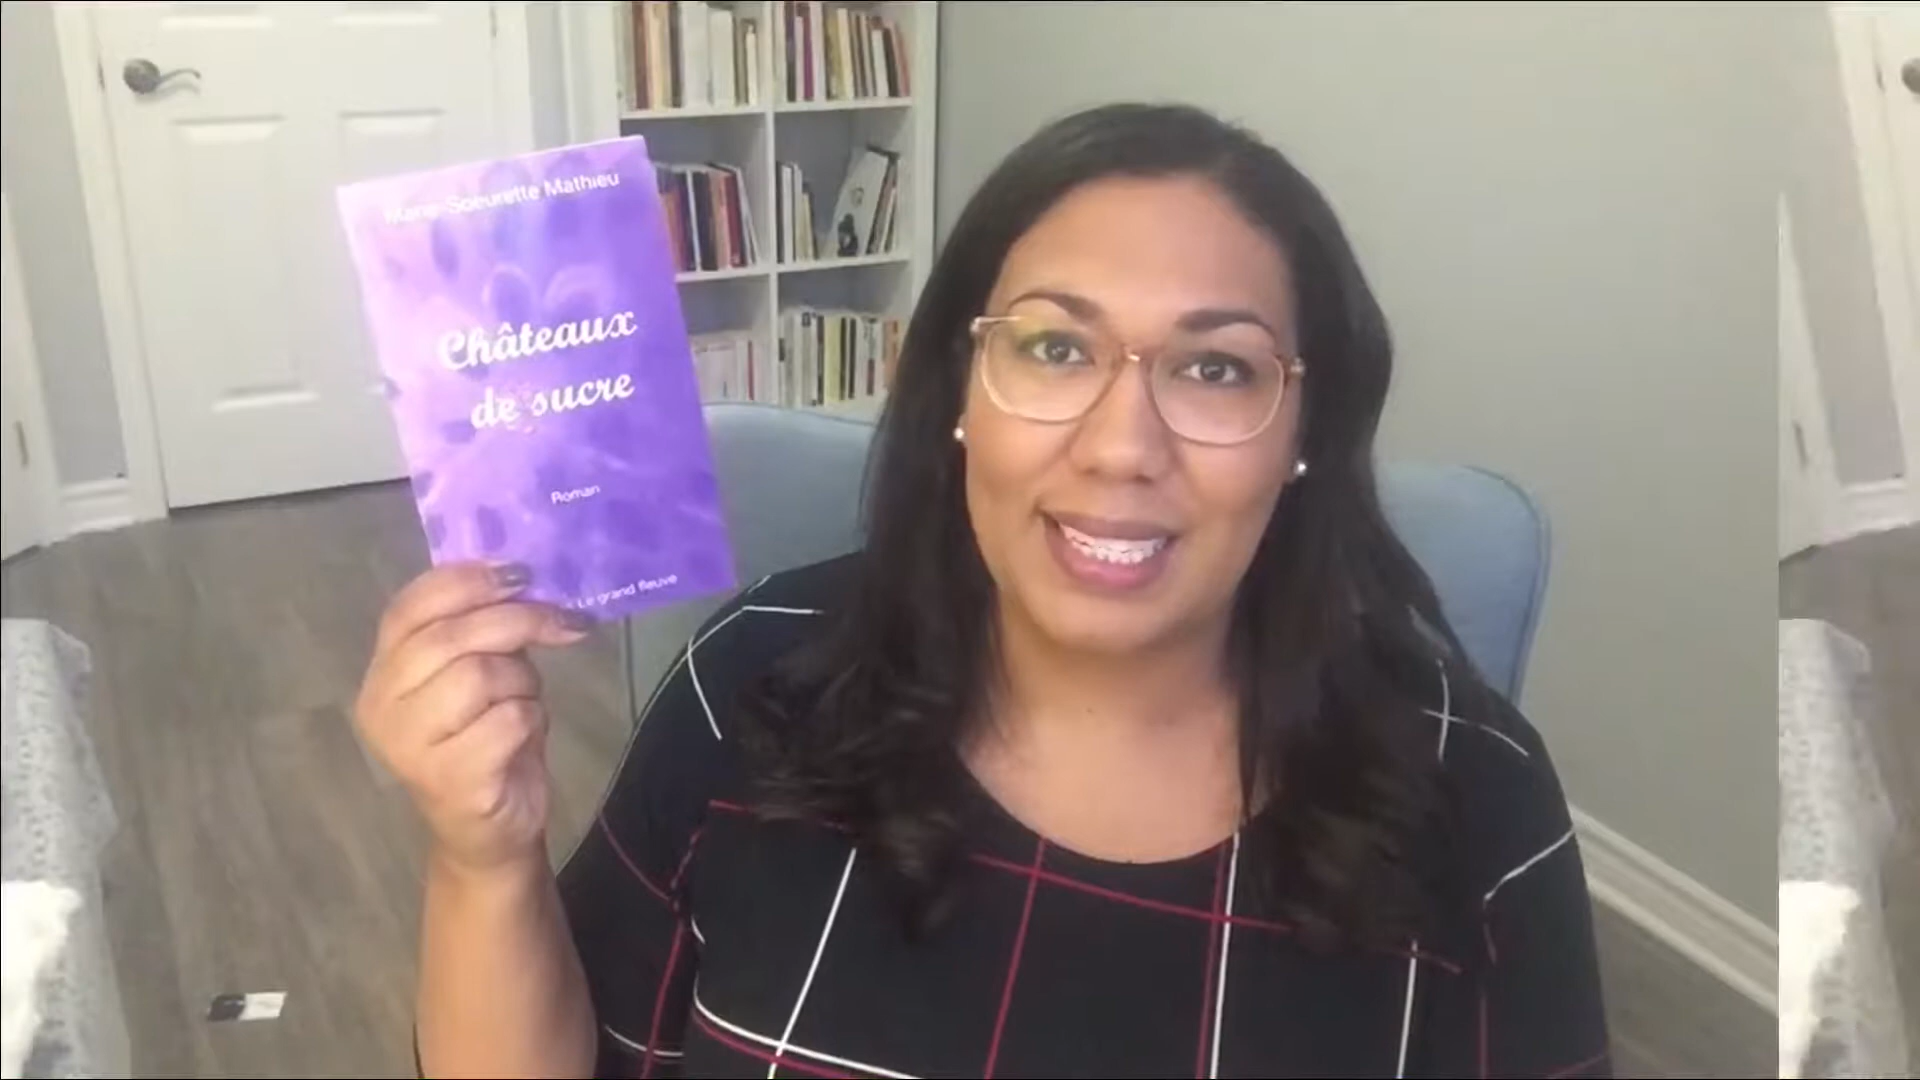 Marie-Soeurette Mathieu
Châteaux
de sucre
Roman
Le grand fleuve